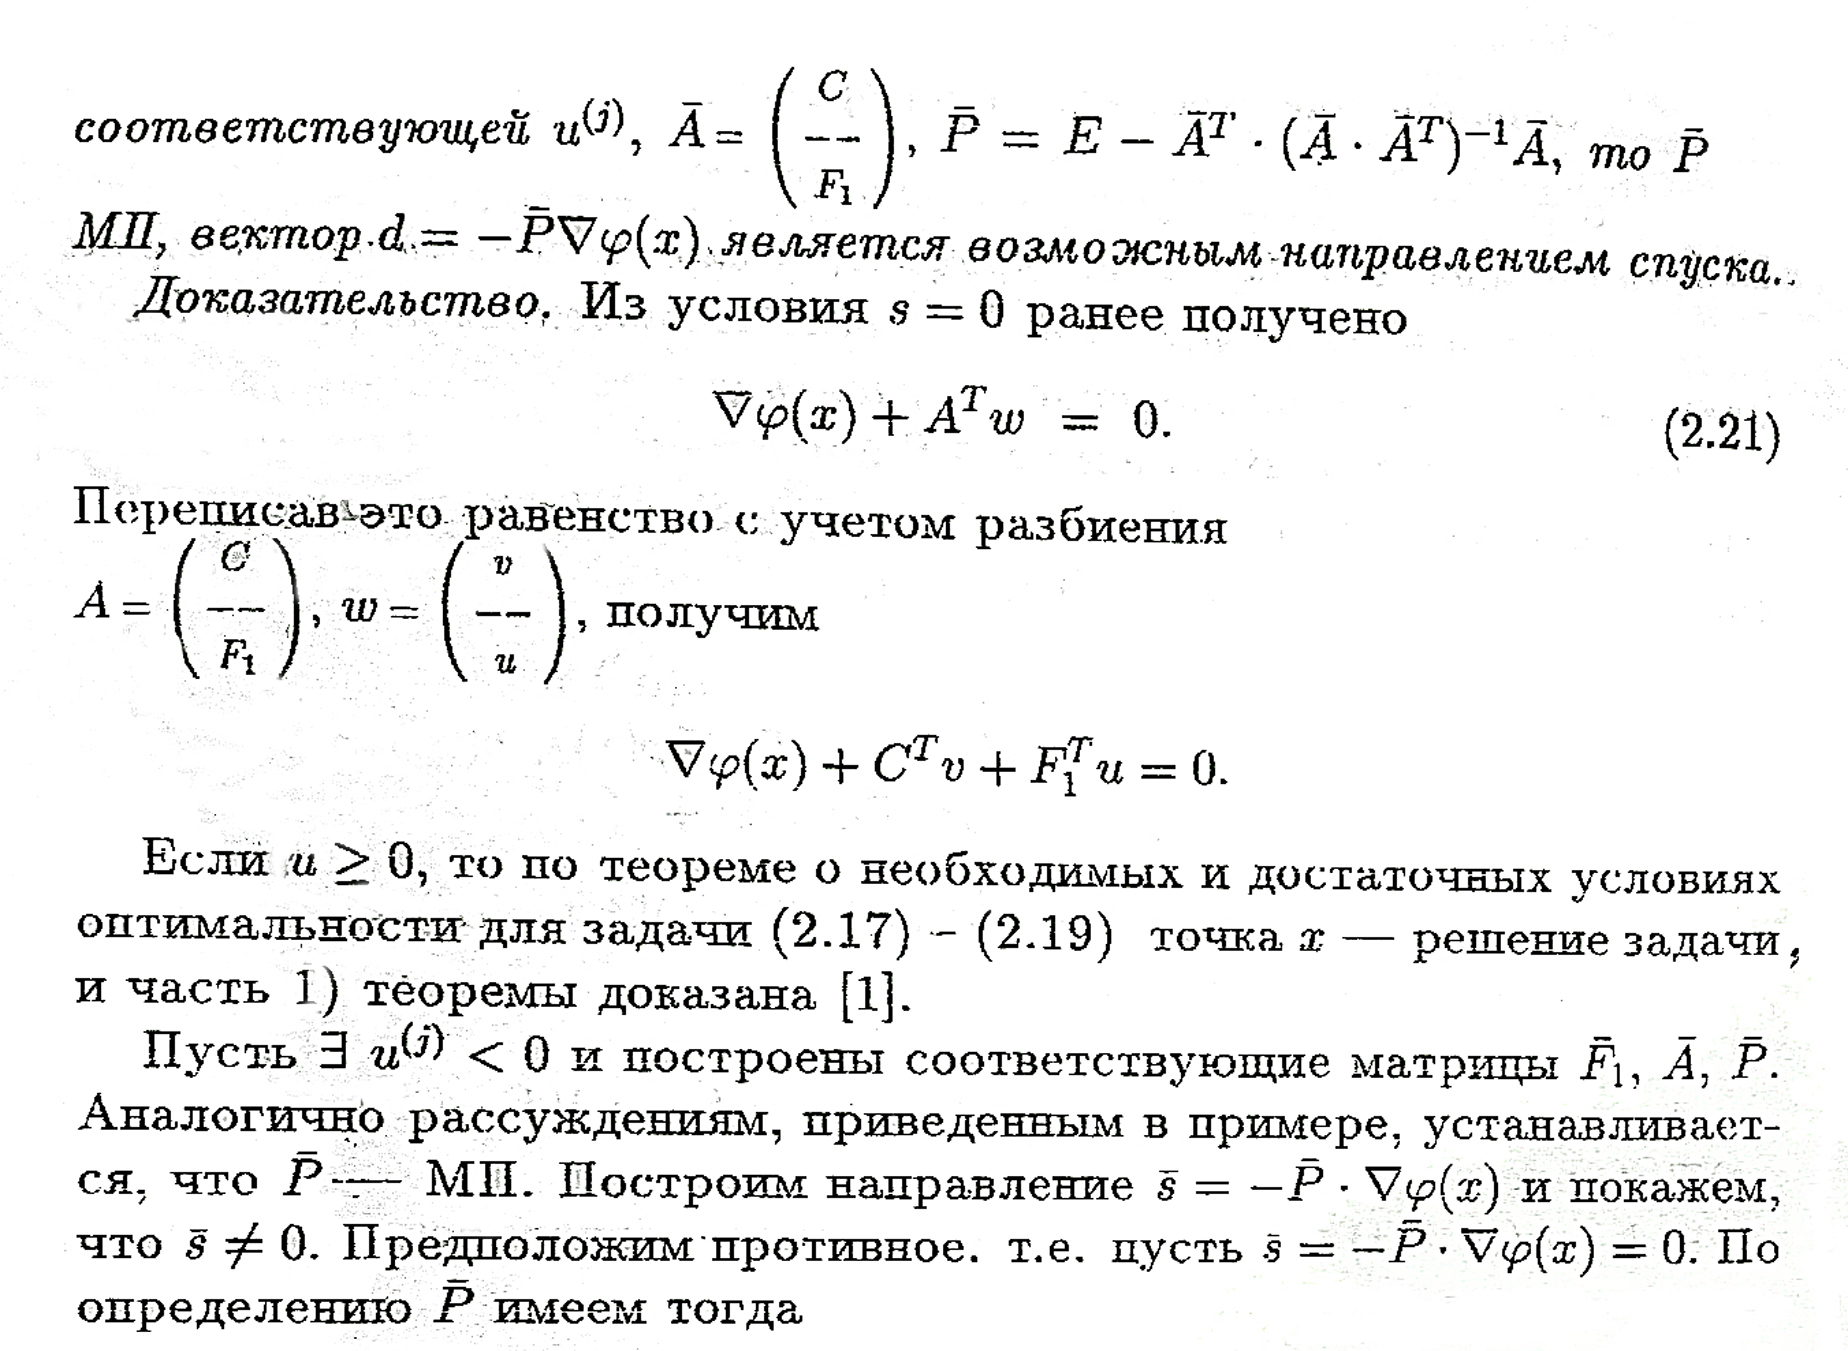 соответствующей u^{(j)}, Ā = ( C -- F₁ ), P̄ = E − Ā^T · (Ā · Ā^T)^{−1}Ā, то P̄
МП, вектор d = −P̄∇φ(x) является возможным направлением спуска.
Доказательство. Из условия s = 0 ранее получено
∇φ(x) + A^T w = 0. (2.21)
Переписав это равенство с учетом разбиения
A = ( C -- F₁ ), w = ( v -- u ), получим
∇φ(x) + C^T v + F₁^T u = 0.
Если u ≥ 0, то по теореме о необходимых и достаточных условиях
оптимальности для задачи (2.17) - (2.19) точка x — решение задачи,
и часть 1) теоремы доказана [1].
Пусть ∃ u^{(j)} < 0 и построены соответствующие матрицы F̄₁, Ā, P̄.
Аналогично рассуждениям, приведенным в примере, устанавливает-
ся, что P̄ — МП. Построим направление s̄ = −P̄ · ∇φ(x) и покажем,
что s̄ ≠ 0. Предположим противное. т.е. пусть s̄ = −P̄ · ∇φ(x) = 0. По
определению P̄ имеем тогда